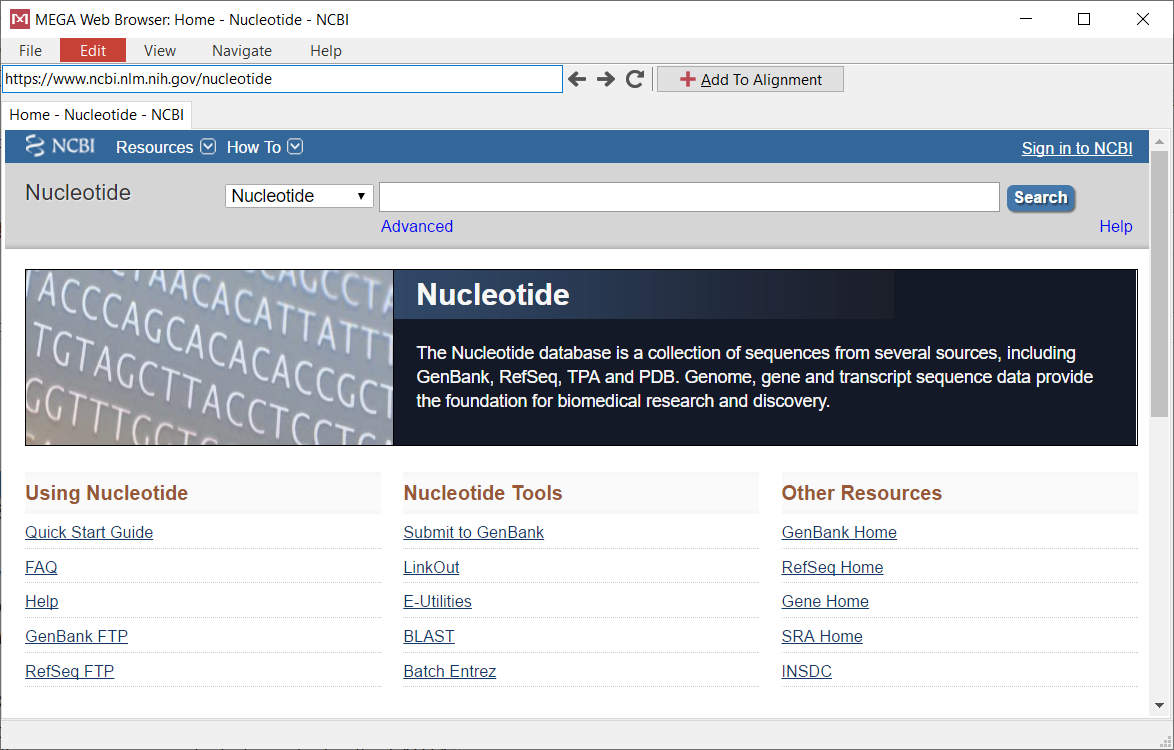 MEGA Web Browser: Home - Nucleotide - NCBI
File Edit View Navigate Help
https://www.ncbi.nlm.nih.gov/nucleotide
Add To Alignment
Home - Nucleotide - NCBI
NCBI Resources How To Sign in to NCBI
Nucleotide Nucleotide Search
Advanced Help
TAACACATTATTT
ACCCAGCACACACCGCT
TGTAGCTTACCTCCTC
GGTTTGGCTG
Nucleotide
The Nucleotide database is a collection of sequences from several sources, including
GenBank, RefSeq, TPA and PDB. Genome, gene and transcript sequence data provide
the foundation for biomedical research and discovery.
Using Nucleotide
Quick Start Guide
FAQ
Help
GenBank FTP
RefSeq FTP
Nucleotide Tools
Submit to GenBank
LinkOut
E-Utilities
BLAST
Batch Entrez
Other Resources
GenBank Home
RefSeq Home
Gene Home
SRA Home
INSDC